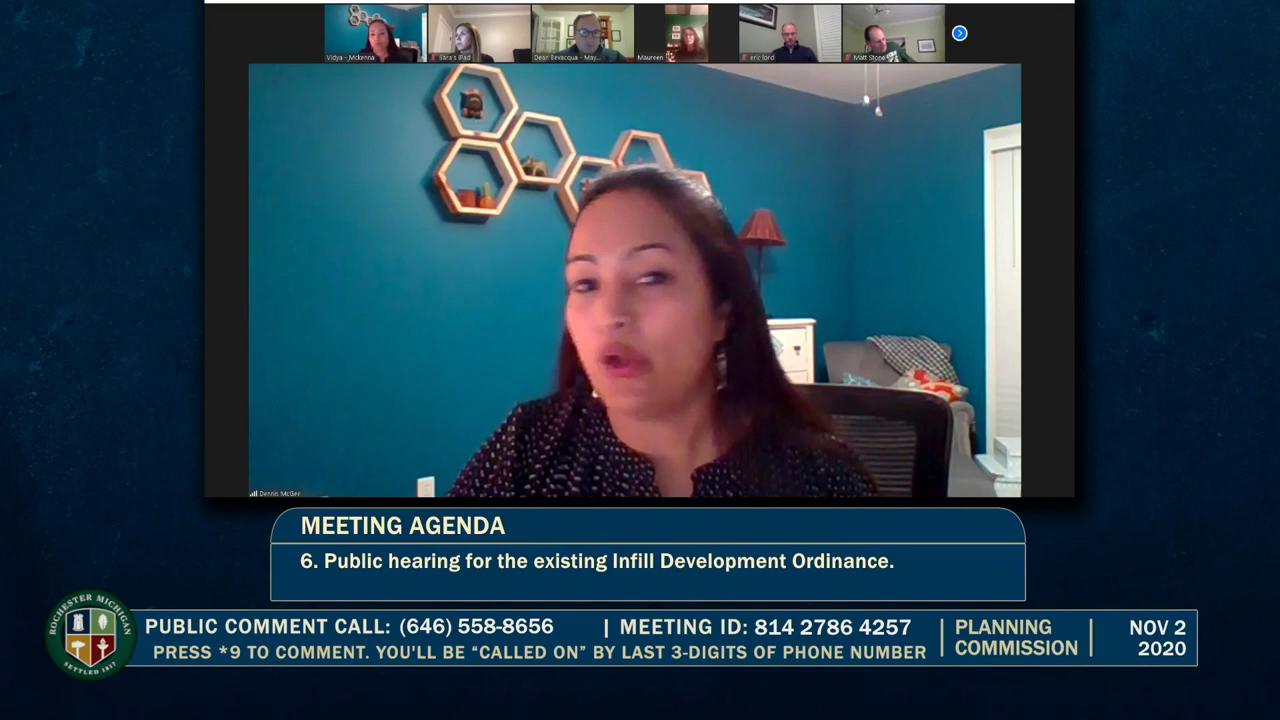 Vidya - Mckenna
Sara's iPad
Dean Bevacqua - May...
Maureen
eric lord
Matt Stone
Dennis McGee
MEETING AGENDA
6. Public hearing for the existing Infill Development Ordinance.
ROCHESTER MICHIGAN
SETTLED 1817
PUBLIC COMMENT CALL: (646) 558-8656 | MEETING ID: 814 2786 4257
PRESS *9 TO COMMENT. YOU'LL BE “CALLED ON” BY LAST 3-DIGITS OF PHONE NUMBER
PLANNING
COMMISSION
NOV 2
2020